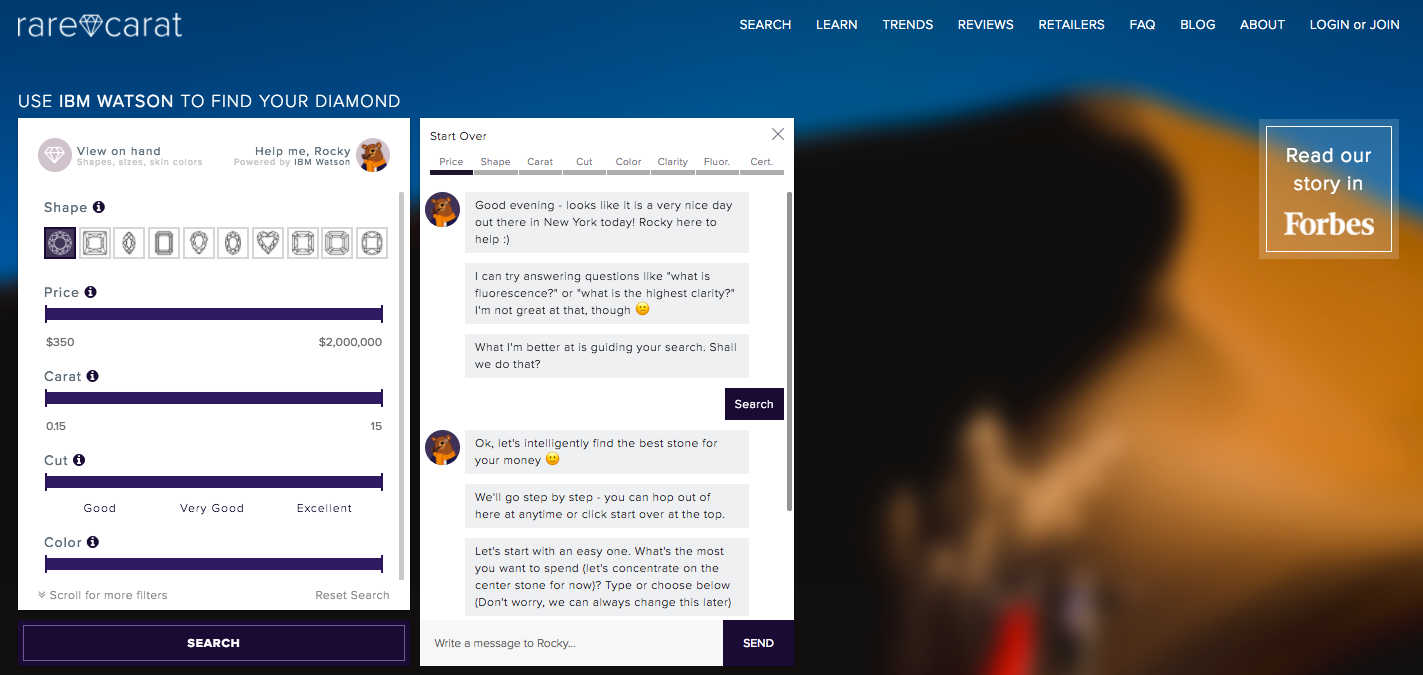 rare carat
SEARCH LEARN TRENDS REVIEWS RETAILERS FAQ BLOG ABOUT LOGIN or JOIN
USE IBM WATSON TO FIND YOUR DIAMOND
View on hand
Shapes, sizes, skin colors
Help me, Rocky
Powered by IBM Watson
Shape
Price
$350 $2,000,000
Carat
0.15 15
Cut
Good Very Good Excellent
Color
Scroll for more filters Reset Search
SEARCH
Start Over
Price Shape Carat Cut Color Clarity Fluor. Cert.
Good evening - looks like it is a very nice day
out there in New York today! Rocky here to
help :)
I can try answering questions like "what is
fluorescence?" or "what is the highest clarity?"
I'm not great at that, though 😕
What I'm better at is guiding your search. Shall
we do that?
Search
Ok, let's intelligently find the best stone for
your money 🙂
We'll go step by step - you can hop out of
here at anytime or click start over at the top.
Let's start with an easy one. What's the most
you want to spend (let's concentrate on the
center stone for now)? Type or choose below
(Don't worry, we can always change this later)
Write a message to Rocky... SEND
Read our
story in
Forbes